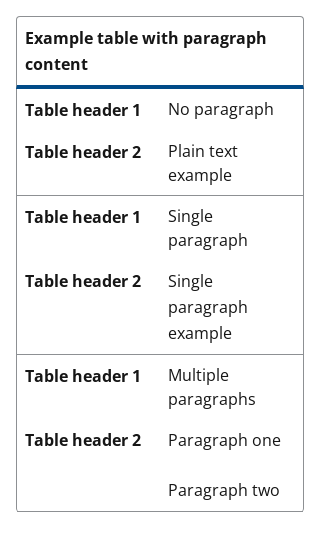 Example table with paragraph
content
Table header 1 No paragraph
Table header 2 Plain text
example
Table header 1 Single
paragraph
Table header 2 Single
paragraph
example
Table header 1 Multiple
paragraphs
Table header 2 Paragraph one
Paragraph two